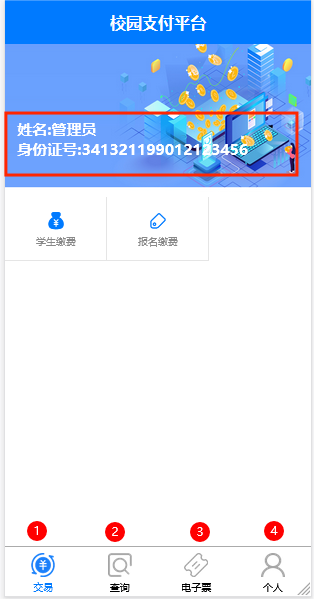 校园支付平台
姓名:管理员
身份证号:341321199012123456
学生缴费 报名缴费
1 2 3 4
交易 查询 电子票 个人